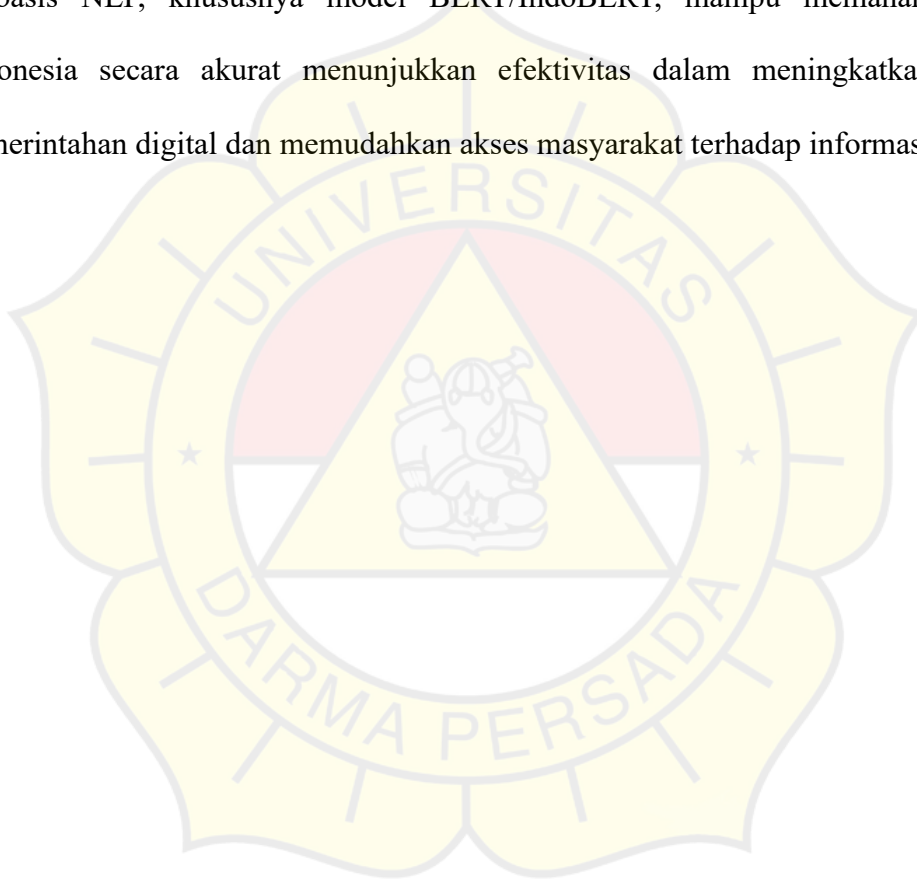 basis NLP, khususnya model BERT/IndoBERT, mampu memahar
onesia secara akurat menunjukkan efektivitas dalam meningkatka
nerintahan digital dan memudahkan akses masyarakat terhadap informas
UNIVERSITAS
DARMA PERSADA